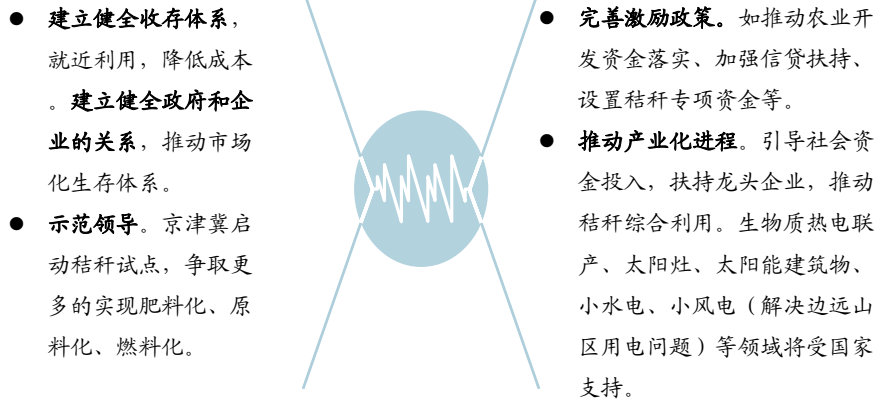 ● 建立健全收存体系，
就近利用，降低成本
。建立健全政府和企
业的关系，推动市场
化生存体系。
● 示范领导。京津冀启
动秸秆试点，争取更
多的实现肥料化、原
料化、燃料化。
● 完善激励政策。如推动农业开
发资金落实、加强信贷扶持、
设置秸秆专项资金等。
● 推动产业化进程。引导社会资
金投入，扶持龙头企业，推动
秸秆综合利用。生物质热电联
产、太阳灶、太阳能建筑物、
小水电、小风电（解决边远山
区用电问题）等领域将受国家
支持。